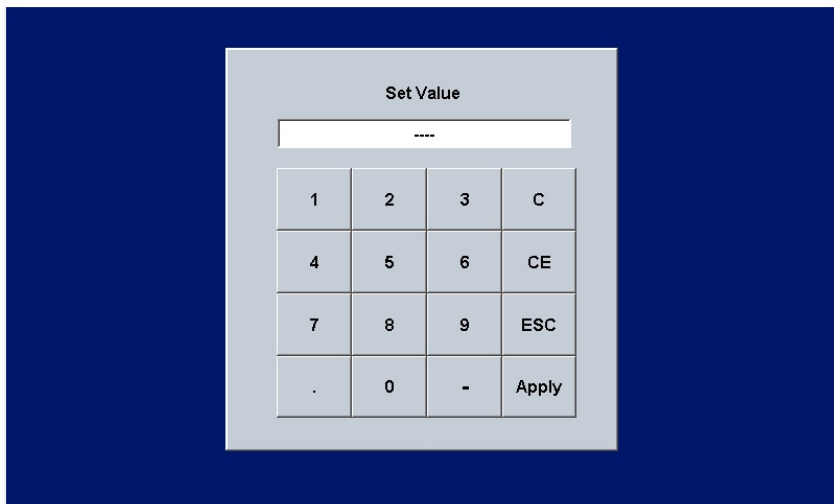 Set Value
----
1 2 3 C
4 5 6 CE
7 8 9 ESC
. 0 - Apply